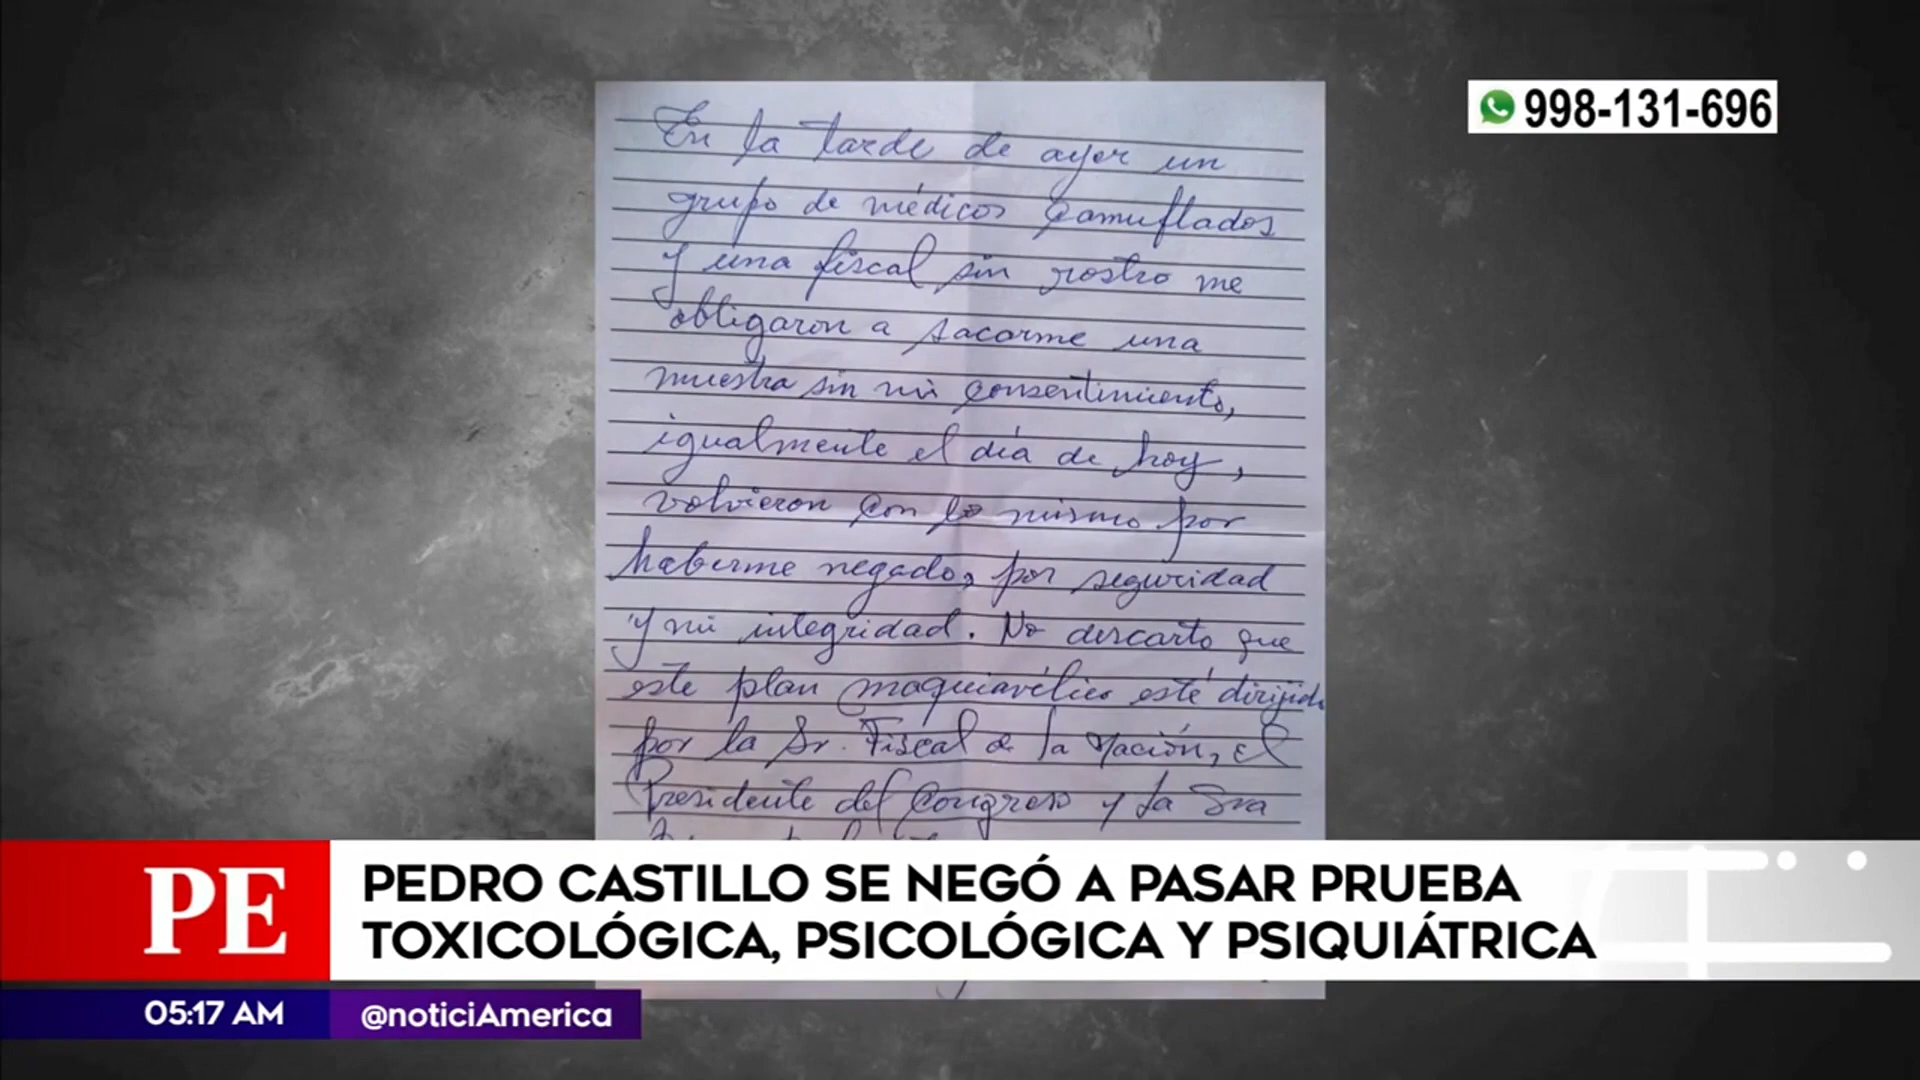 998-131-696
En la tarde de ayer un
grupo de médicos camuflados
y una fiscal sin rostro me
obligaron a sacarme una
muestra sin mi consentimiento,
igualmente el día de hoy,
volvieron con lo mismo por
haberme negado, por seguridad
y mi integridad. No descarto que
este plan maquiavélico esté dirijido
por la Sr. Fiscal de la Nación, el
Presidente del Congreso y la Sra
PE
PEDRO CASTILLO SE NEGÓ A PASAR PRUEBA
TOXICOLÓGICA, PSICOLÓGICA Y PSIQUIÁTRICA
05:17 AM
@noticiAmerica